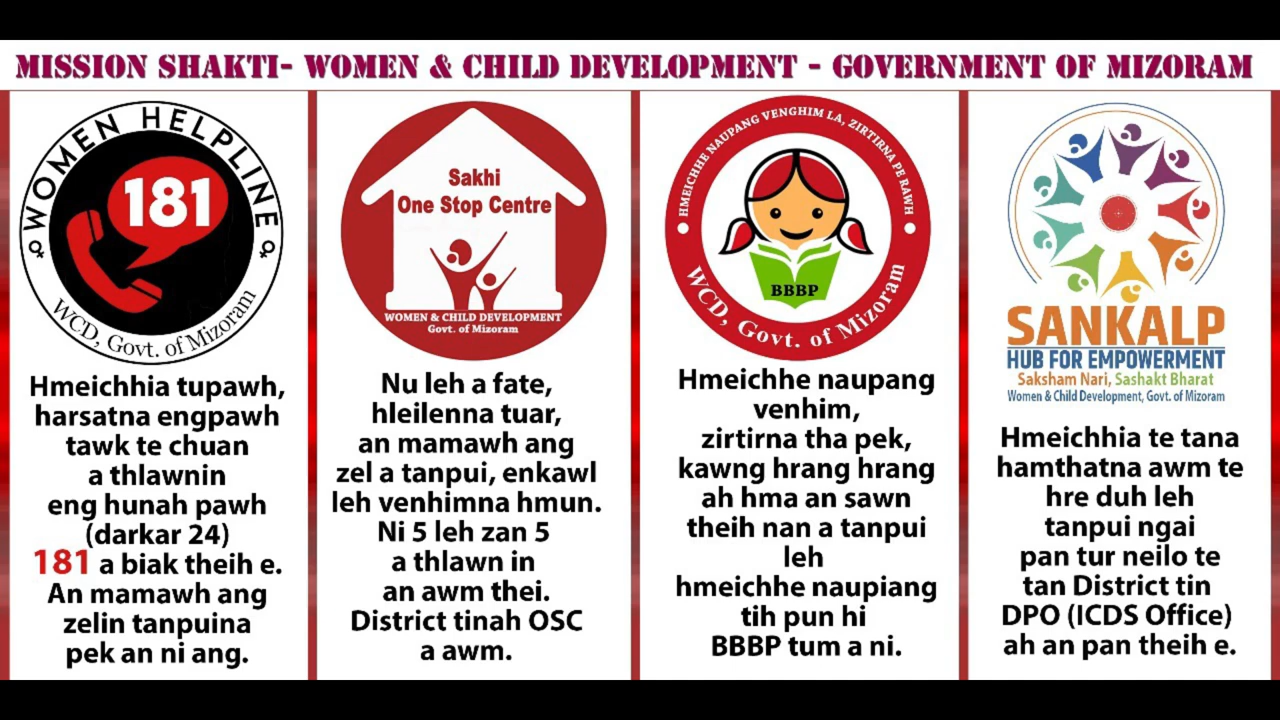 MISSION SHAKTI- WOMEN & CHILD DEVELOPMENT - GOVERNMENT OF MIZORAM
WOMEN HELPLINE
181
WCD, Govt. of Mizoram
Hmeichhia tupawh,
harsatna engpawh
tawk te chuan
a thlawnin
eng hunah pawh
(darkar 24)
181 a biak theih e.
An mamawh ang
zelin tanpuina
pek an ni ang.
Sakhi
One Stop Centre
WOMEN & CHILD DEVELOPMENT
Govt. of Mizoram
Nu leh a fate,
hleilenna tuar,
an mamawh ang
zel a tanpui, enkawl
leh venhimna hmun.
Ni 5 leh zan 5
a thlawn in
an awm thei.
District tinah OSC
a awm.
HMEICHHE NAUPANG VENGHIM LA, ZIRTIRNA PE RAWH
BBBP
WCD, Govt. of Mizoram
Hmeichhe naupang
venhim,
zirtirna tha pek,
kawng hrang hrang
ah hma an sawn
theih nan a tanpui
leh
hmeichhe naupiang
tih pun hi
BBBP tum a ni.
SANKALP
HUB FOR EMPOWERMENT
Saksham Nari, Sashakt Bharat
Women & Child Development, Govt. of Mizoram
Hmeichhia te tana
hamthatna awm te
hre duh leh
tanpui ngai
pan tur neilo te
tan District tin
DPO (ICDS Office)
ah an pan theih e.